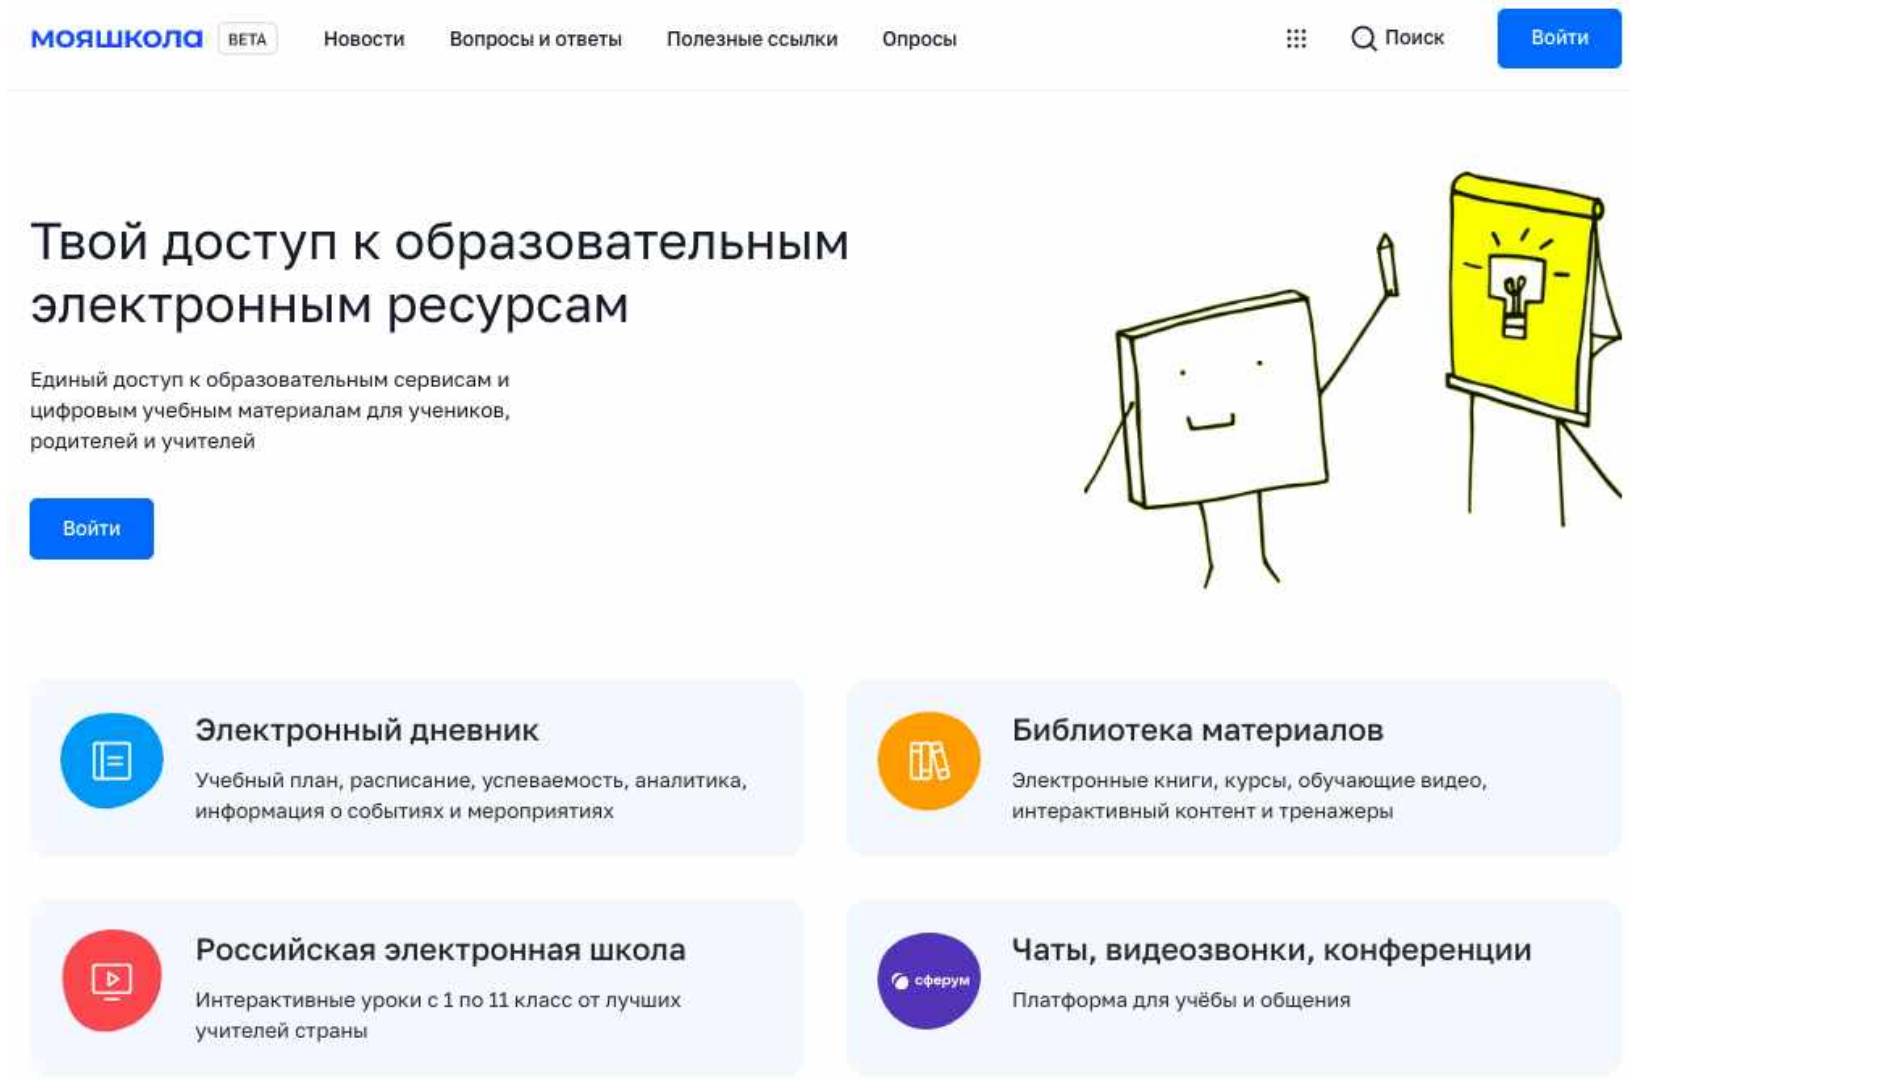 мояшкола BETA Новости Вопросы и ответы Полезные ссылки Опросы Поиск Войти
Твой доступ к образовательным
электронным ресурсам
Единый доступ к образовательным сервисам и
цифровым учебным материалам для учеников,
родителей и учителей
Войти
Электронный дневник
Учебный план, расписание, успеваемость, аналитика,
информация о событиях и мероприятиях
Библиотека материалов
Электронные книги, курсы, обучающие видео,
интерактивный контент и тренажеры
Российская электронная школа
Интерактивные уроки с 1 по 11 класс от лучших
учителей страны
сферум
Чаты, видеозвонки, конференции
Платформа для учёбы и общения